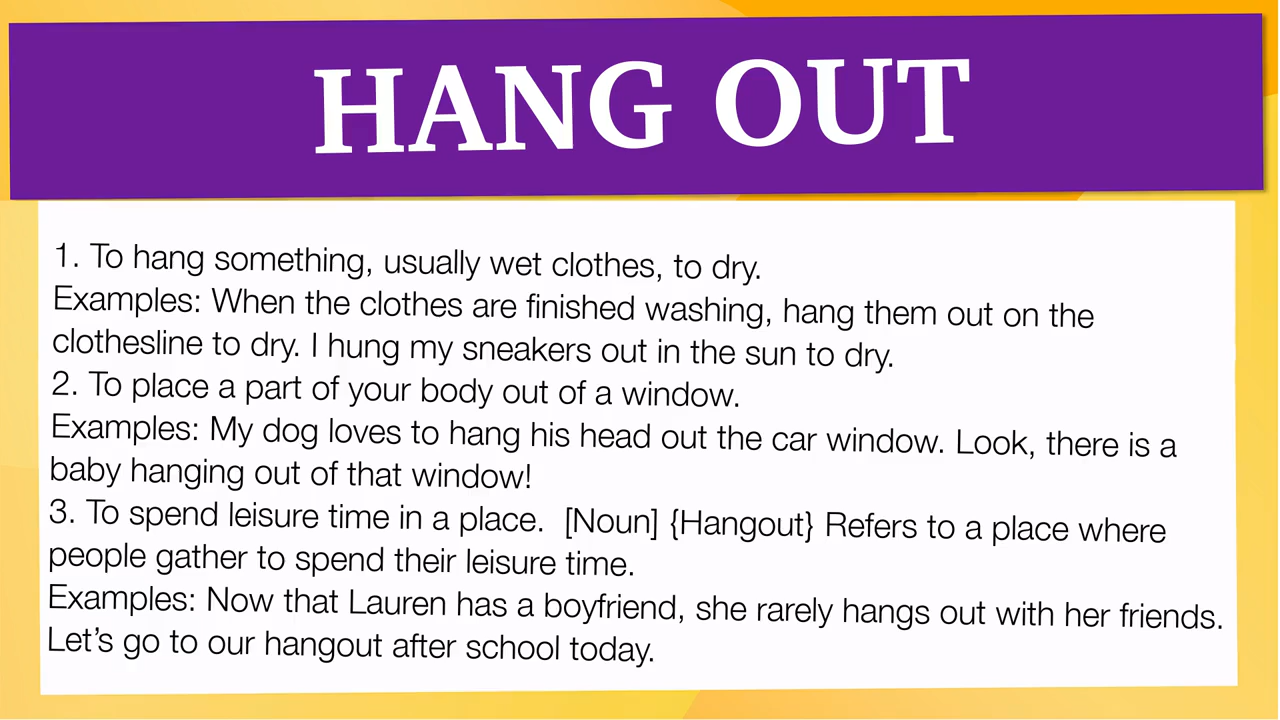 HANG OUT
1. To hang something, usually wet clothes, to dry.
Examples: When the clothes are finished washing, hang them out on the
clothesline to dry. I hung my sneakers out in the sun to dry.
2. To place a part of your body out of a window.
Examples: My dog loves to hang his head out the car window. Look, there is a
baby hanging out of that window!
3. To spend leisure time in a place.  [Noun] {Hangout} Refers to a place where
people gather to spend their leisure time.
Examples: Now that Lauren has a boyfriend, she rarely hangs out with her friends.
Let’s go to our hangout after school today.